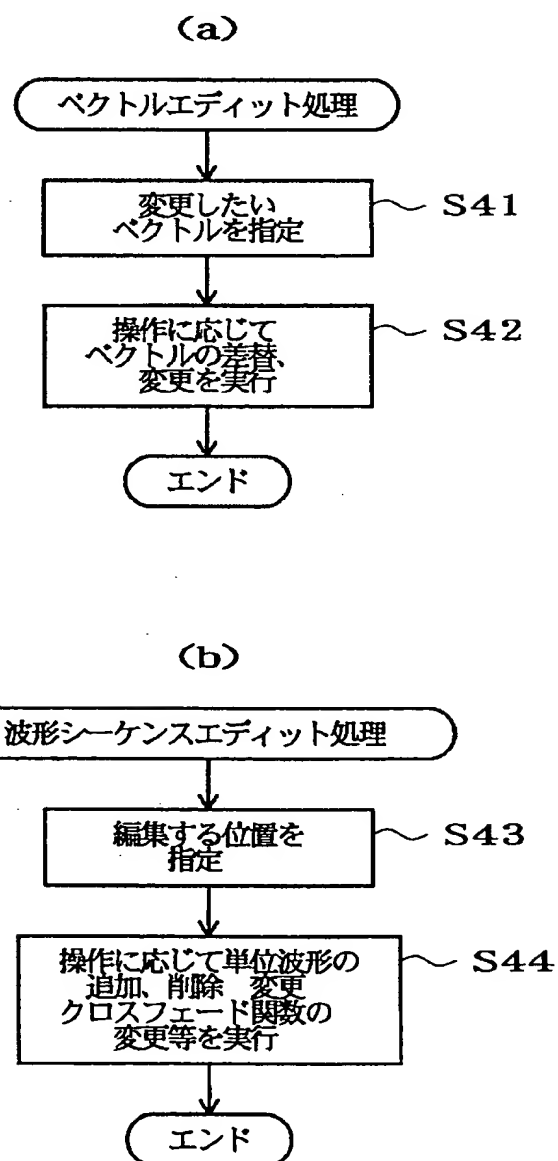 (a)
ベクトルエディット処理
変更したい
ベクトルを指定
S41
操作に応じて
ベクトルの差替、
変更を実行
S42
エンド
(b)
波形シーケンスエディット処理
編集する位置を
指定
S43
操作に応じて単位波形の
追加、削除 変更
クロスフェード関数の
変更等を実行
S44
エンド